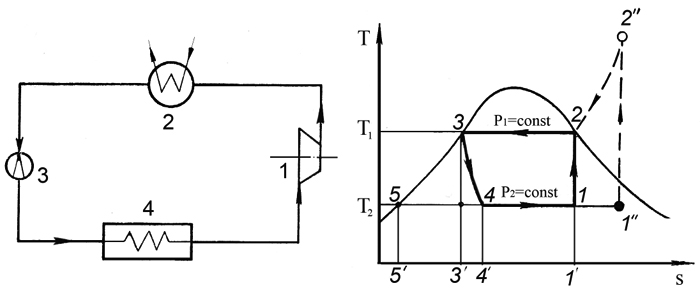 2
3
1
4
T
2″
3
P₁=const
2
T₁
5
4
P₂=const
1
T₂
1″
5′
3′
4′
1′
S